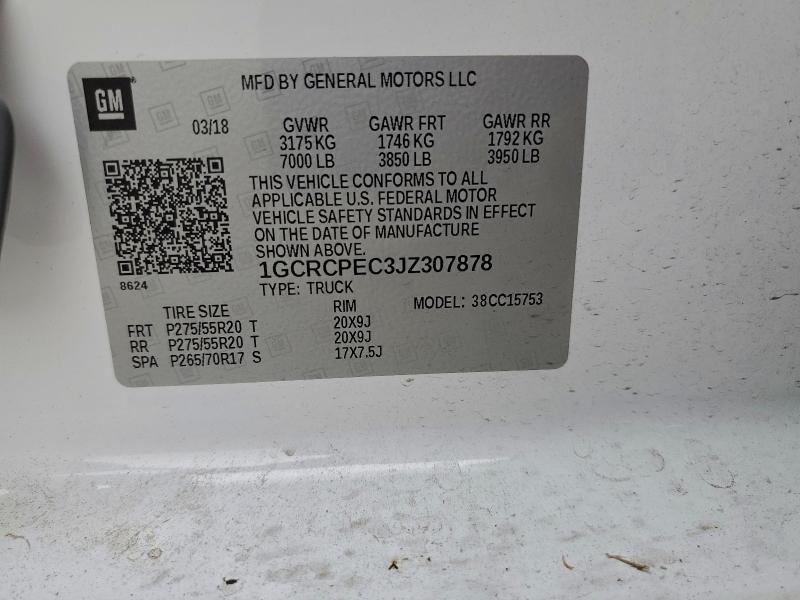 GM
MFD BY GENERAL MOTORS LLC
03/18
GVWR GAWR FRT GAWR RR
3175 KG 1746 KG 1792 KG
7000 LB 3850 LB 3950 LB
THIS VEHICLE CONFORMS TO ALL
APPLICABLE U.S. FEDERAL MOTOR
VEHICLE SAFETY STANDARDS IN EFFECT
ON THE DATE OF MANUFACTURE
SHOWN ABOVE.
8624
1GCRCPEC3JZ307878
TYPE: TRUCK MODEL: 38CC15753
TIRE SIZE RIM
FRT P275/55R20 T 20X9J
RR P275/55R20 T 20X9J
SPA P265/70R17 S 17X7.5J